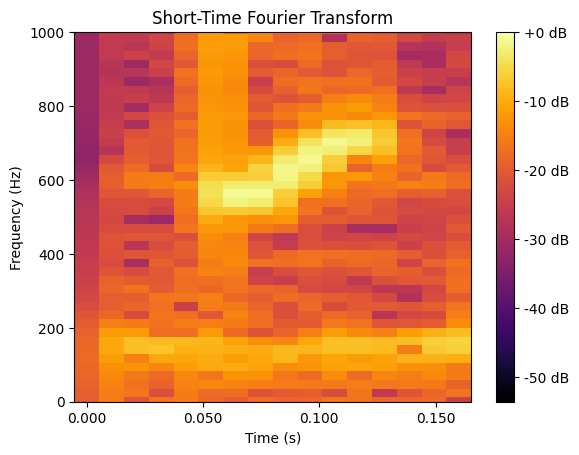 Short-Time Fourier Transform
Frequency (Hz)
1000
800
600
400
200
0
0.000
0.050
0.100
0.150
Time (s)
+0 dB
-10 dB
-20 dB
-30 dB
-40 dB
-50 dB